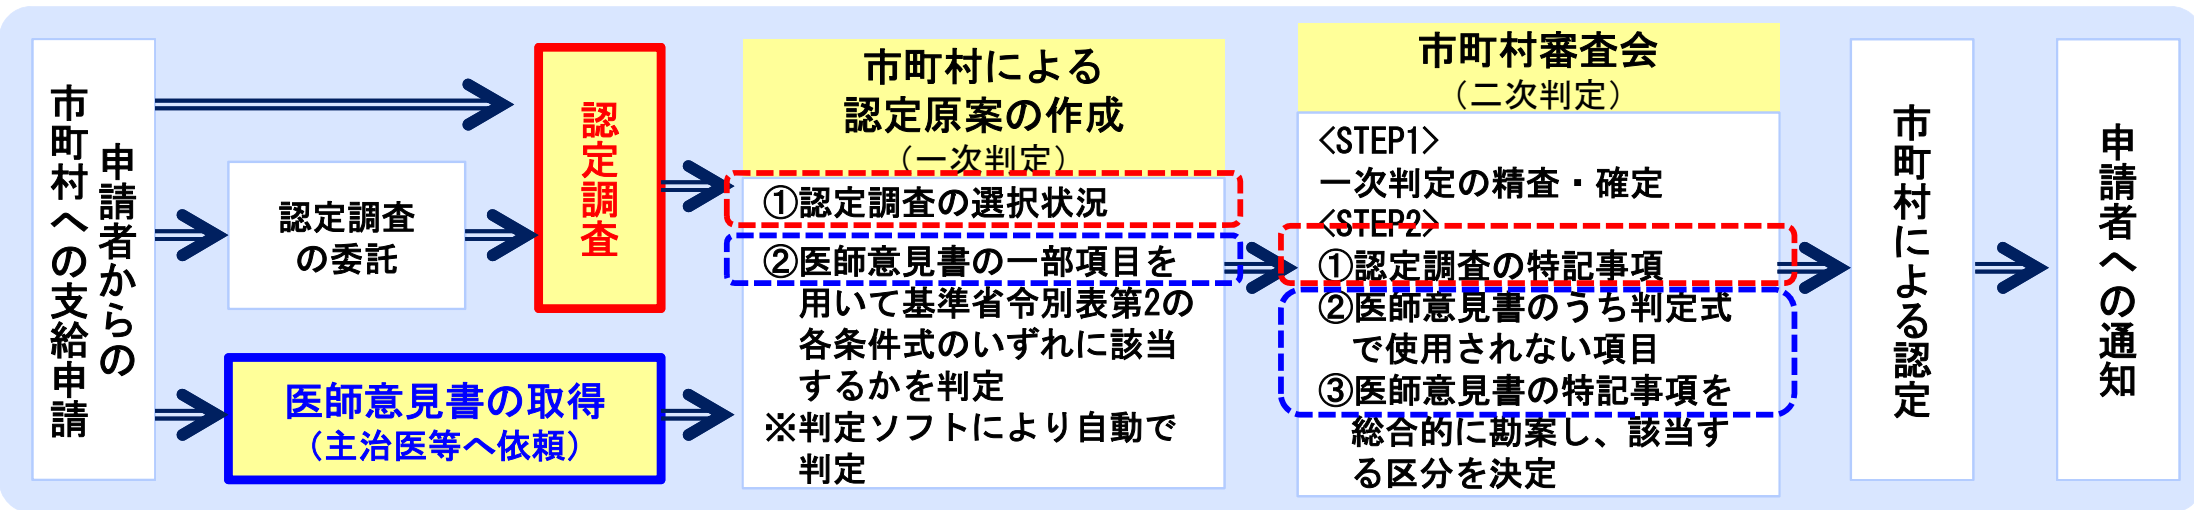 申請者からの
市町村への支給申請
認定調査
の委託
認定調査
医師意見書の取得
（主治医等へ依頼）
市町村による
認定原案の作成
（一次判定）
①認定調査の選択状況
②医師意見書の一部項目を
用いて基準省令別表第2の
各条件式のいずれに該当
するかを判定
※判定ソフトにより自動で
判定
市町村審査会
（二次判定）
<STEP1>
一次判定の精査・確定
<STEP2>
①認定調査の特記事項
②医師意見書のうち判定式
で使用されない項目
③医師意見書の特記事項を
総合的に勘案し、該当す
る区分を決定
市町村による認定
申請者への通知